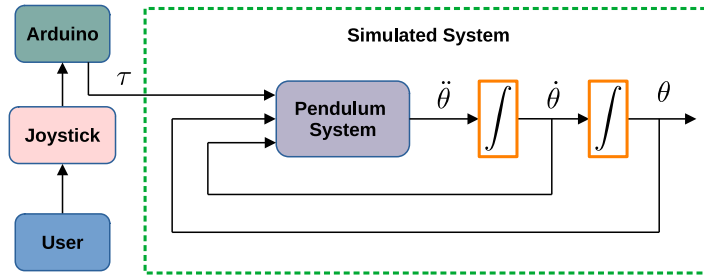 Arduino
Simulated System
τ
Pendulum
System
θ̈
∫
θ̇
∫
θ
Joystick
User